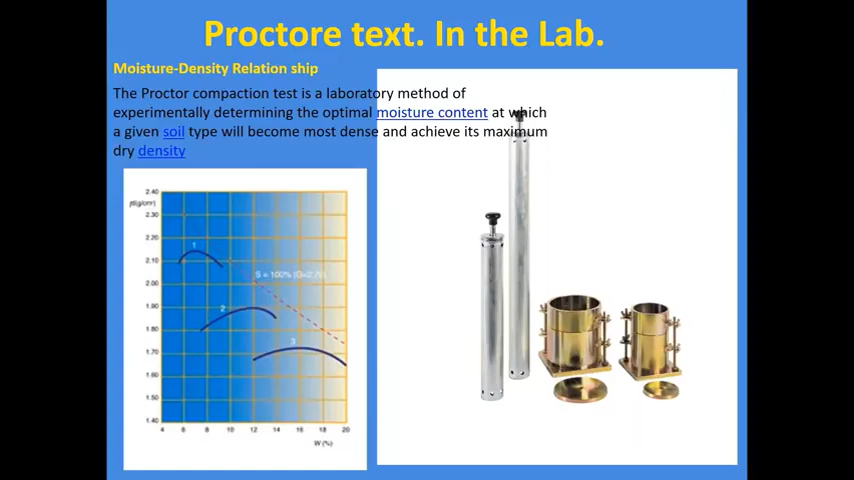 Proctore text. In the Lab.
Moisture-Density Relation ship
The Proctor compaction test is a laboratory method of
experimentally determining the optimal moisture content at which
a given soil type will become most dense and achieve its maximum
dry density
2.40
2.30
2.20
2.10
2.00
1.90
1.80
1.70
1.60
1.50
1.40
1
S = 100% (G=2.70)
2
3
4 6 8 10 12 14 16 18 20
W (%)